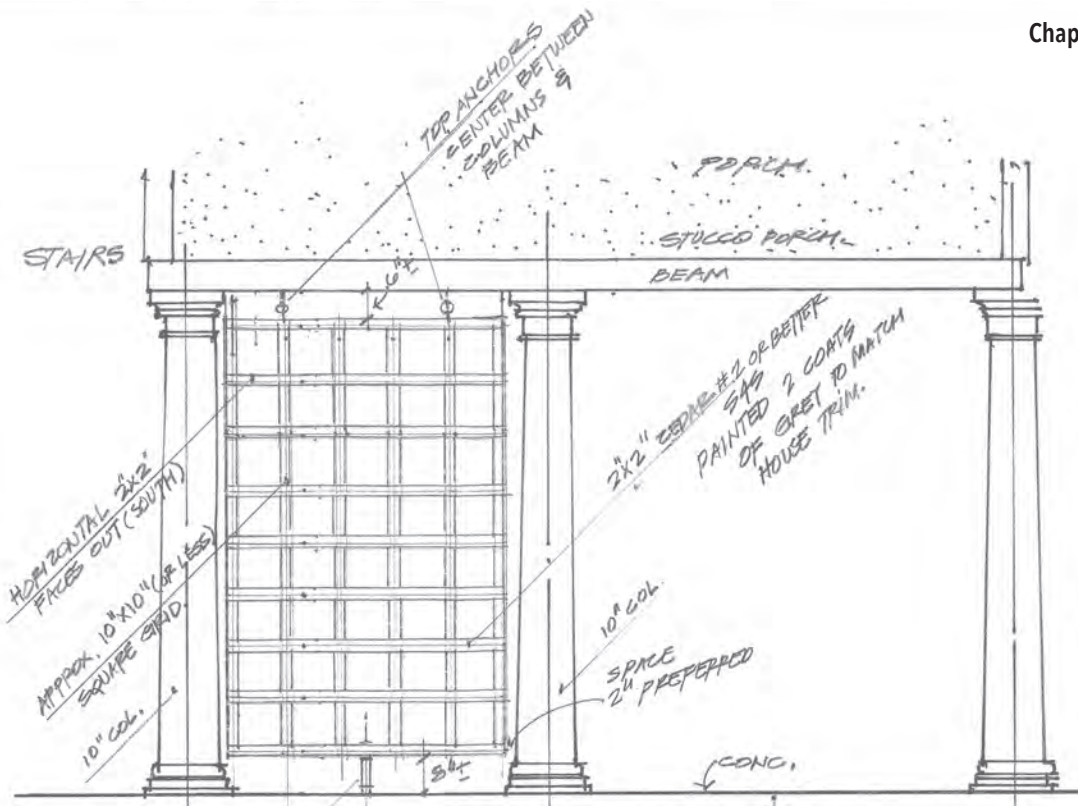 Chap
TOP ANCHORS
CENTER BETWEEN
COLUMNS &
BEAM
PORCH.
STAIRS
STUCCO PORCH.
BEAM
6"±
2"X2" CEDAR #2 OR BETTER
S4S
PAINTED 2 COATS
OF GREY TO MATCH
HOUSE TRIM.
HORIZONTAL 2"X2"
FACES OUT (SOUTH)
APPROX. 10"X10" (OR LESS)
SQUARE GRID.
10" COL.
10" COL.
SPACE
2" PREFERRED
8"±
CONC.